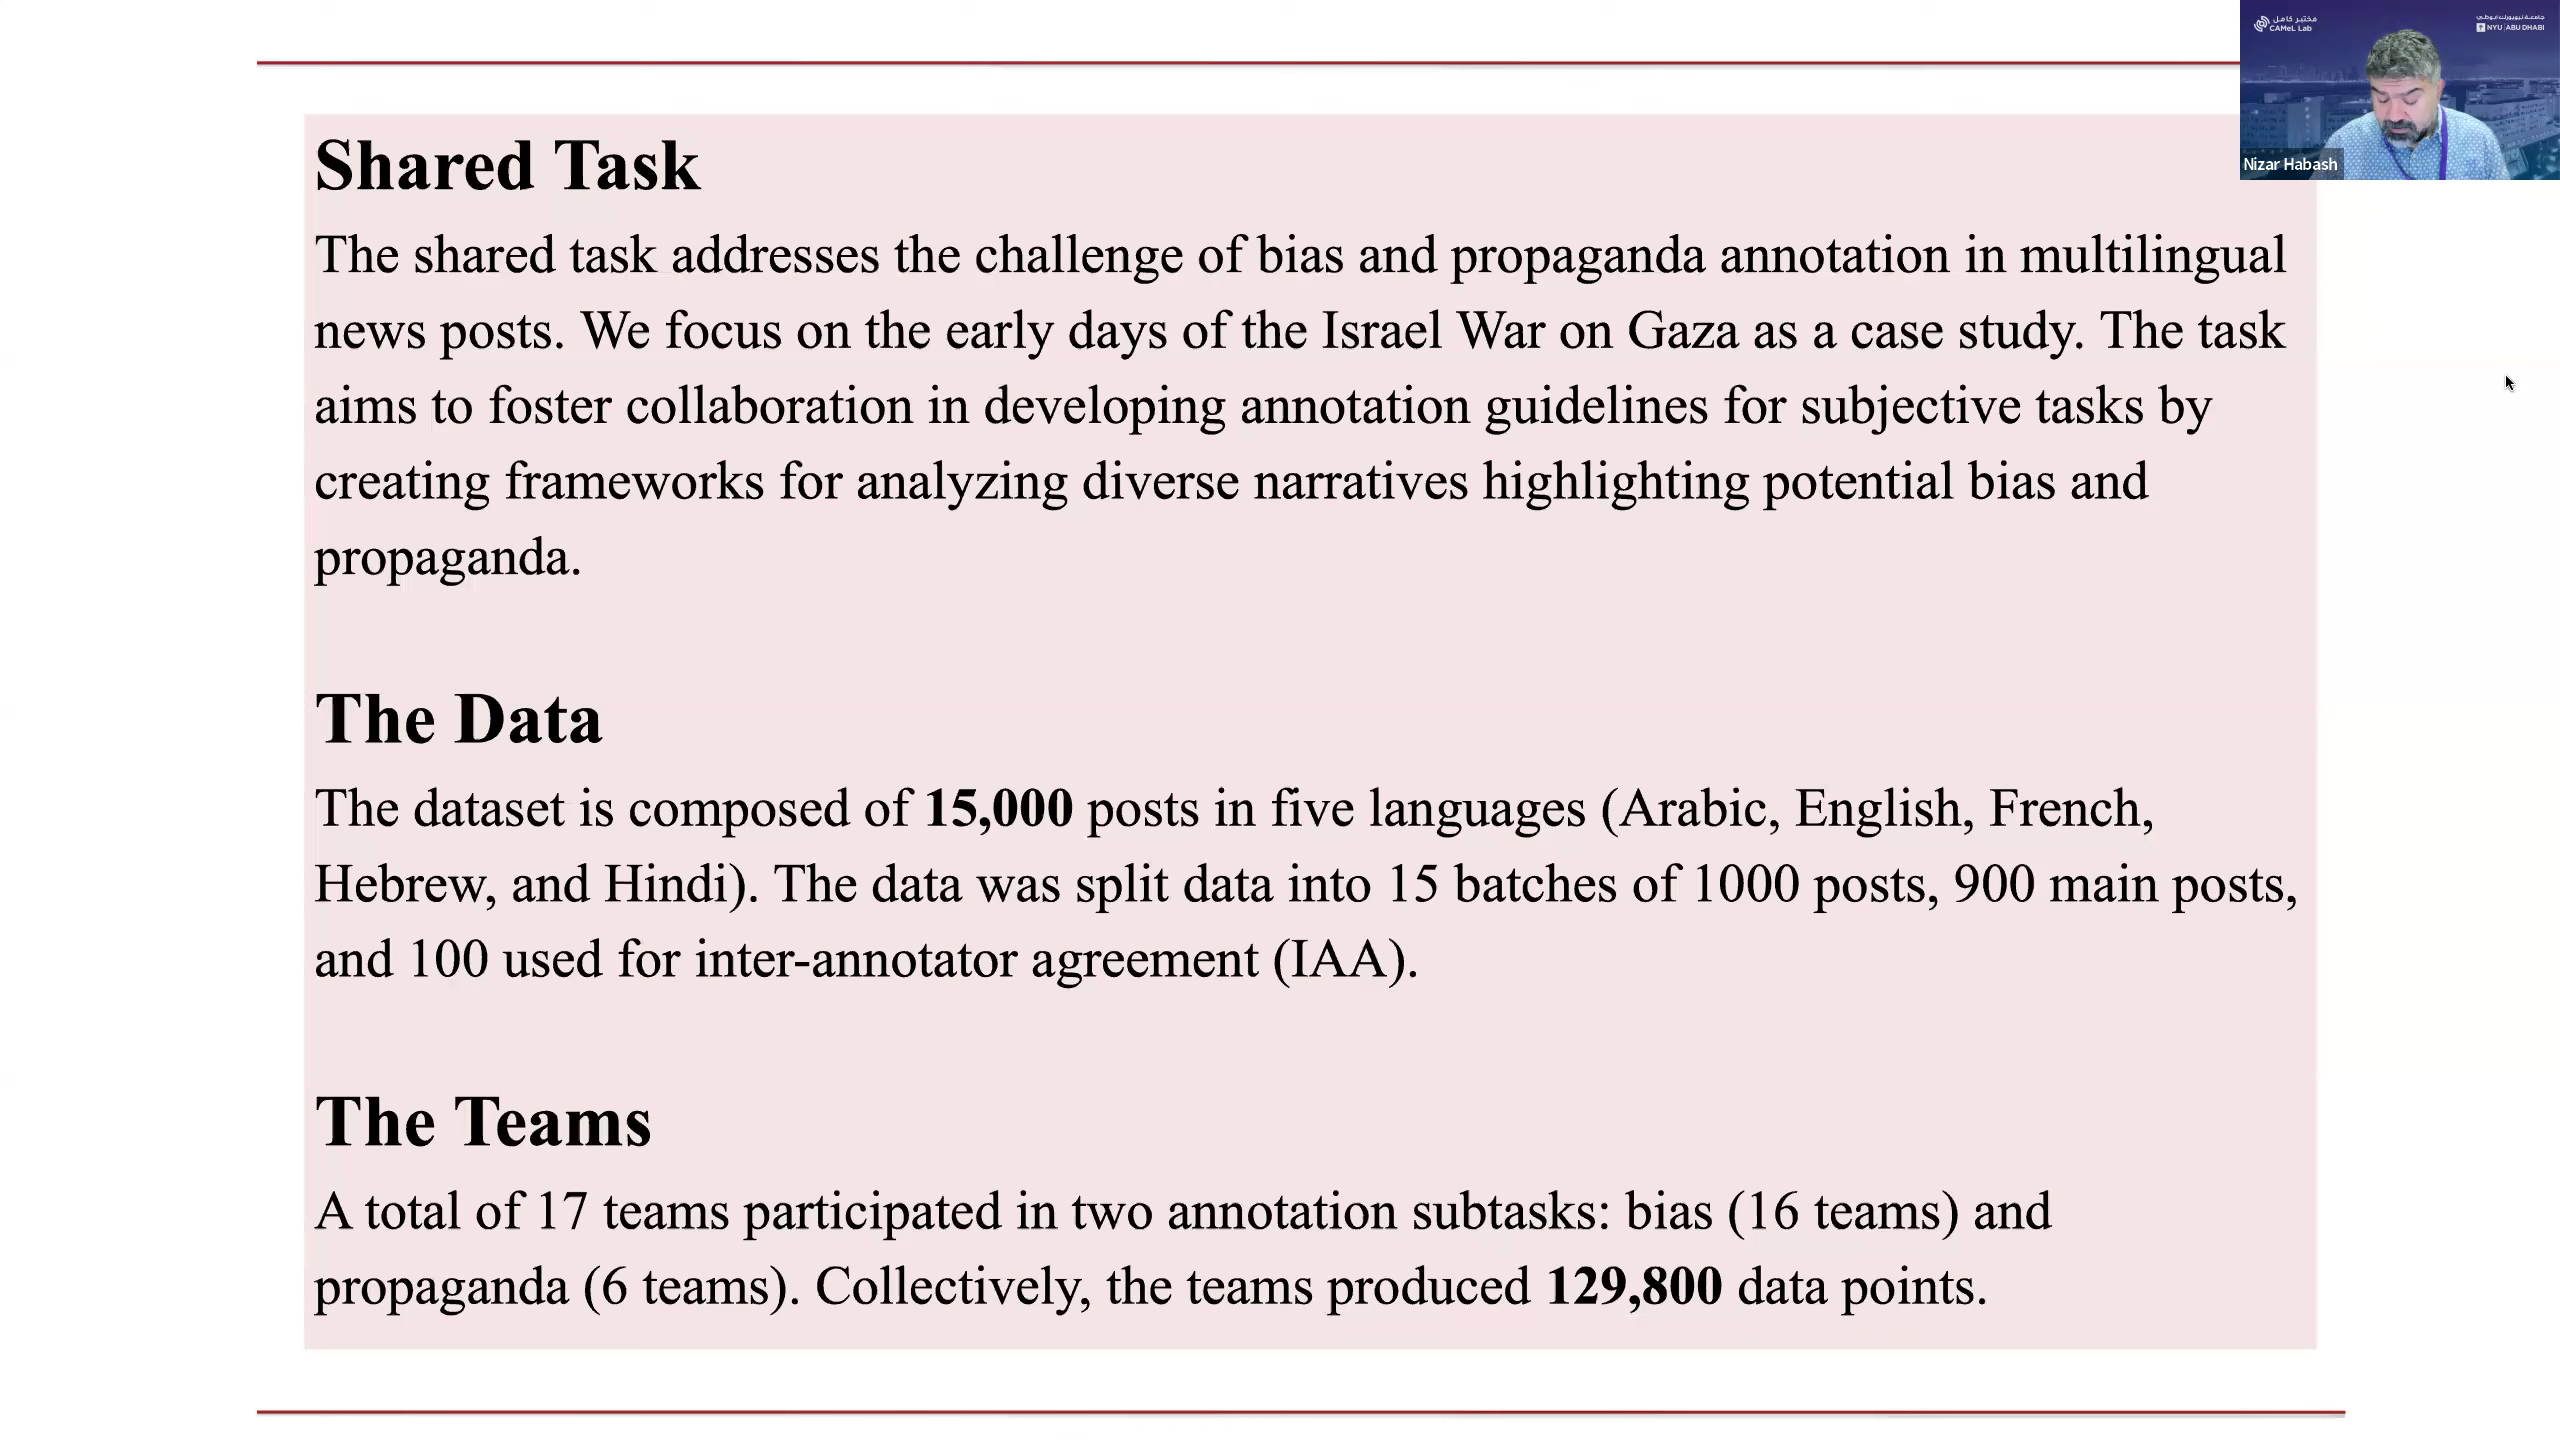 مختبر كامل
CAMeL Lab
جامعة نيويورك أبوظبي
NYU ABU DHABI
Nizar Habash
Shared Task
The shared task addresses the challenge of bias and propaganda annotation in multilingual
news posts. We focus on the early days of the Israel War on Gaza as a case study. The task
aims to foster collaboration in developing annotation guidelines for subjective tasks by
creating frameworks for analyzing diverse narratives highlighting potential bias and
propaganda.
The Data
The dataset is composed of 15,000 posts in five languages (Arabic, English, French,
Hebrew, and Hindi). The data was split data into 15 batches of 1000 posts, 900 main posts,
and 100 used for inter-annotator agreement (IAA).
The Teams
A total of 17 teams participated in two annotation subtasks: bias (16 teams) and
propaganda (6 teams). Collectively, the teams produced 129,800 data points.